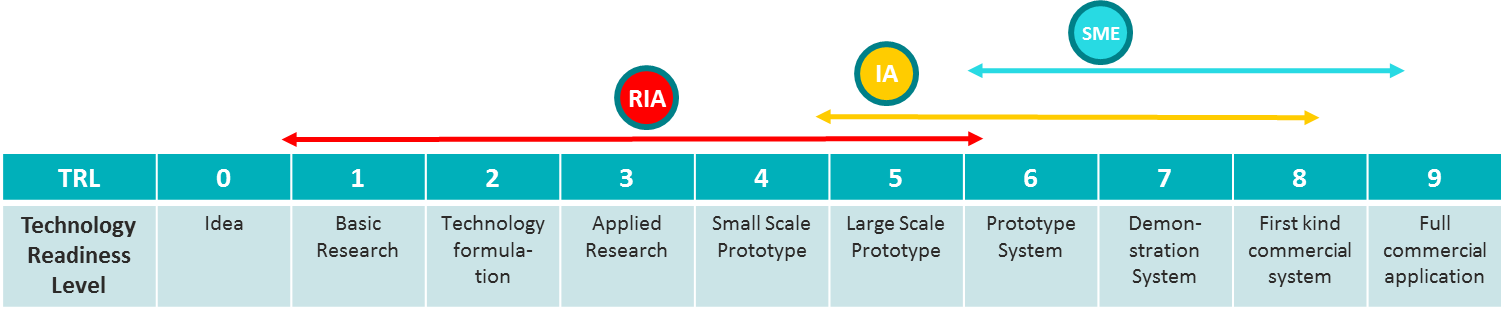 SME
IA
RIA
TRL 0 1 2 3 4 5 6 7 8 9
Technology
Readiness
Level
Idea
Basic
Research
Technology
formula-
tion
Applied
Research
Small Scale
Prototype
Large Scale
Prototype
Prototype
System
Demon-
stration
System
First kind
commercial
system
Full
commercial
application